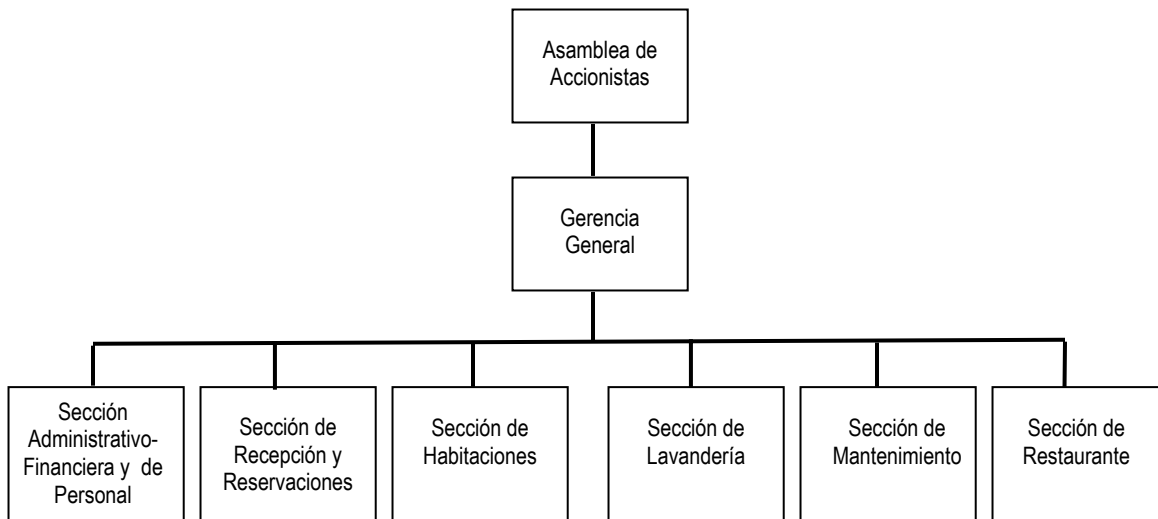 Asamblea de
Accionistas
Gerencia
General
Sección
Administrativo-
Financiera y de
Personal
Sección de
Recepción y
Reservaciones
Sección de
Habitaciones
Sección de
Lavandería
Sección de
Mantenimiento
Sección de
Restaurante